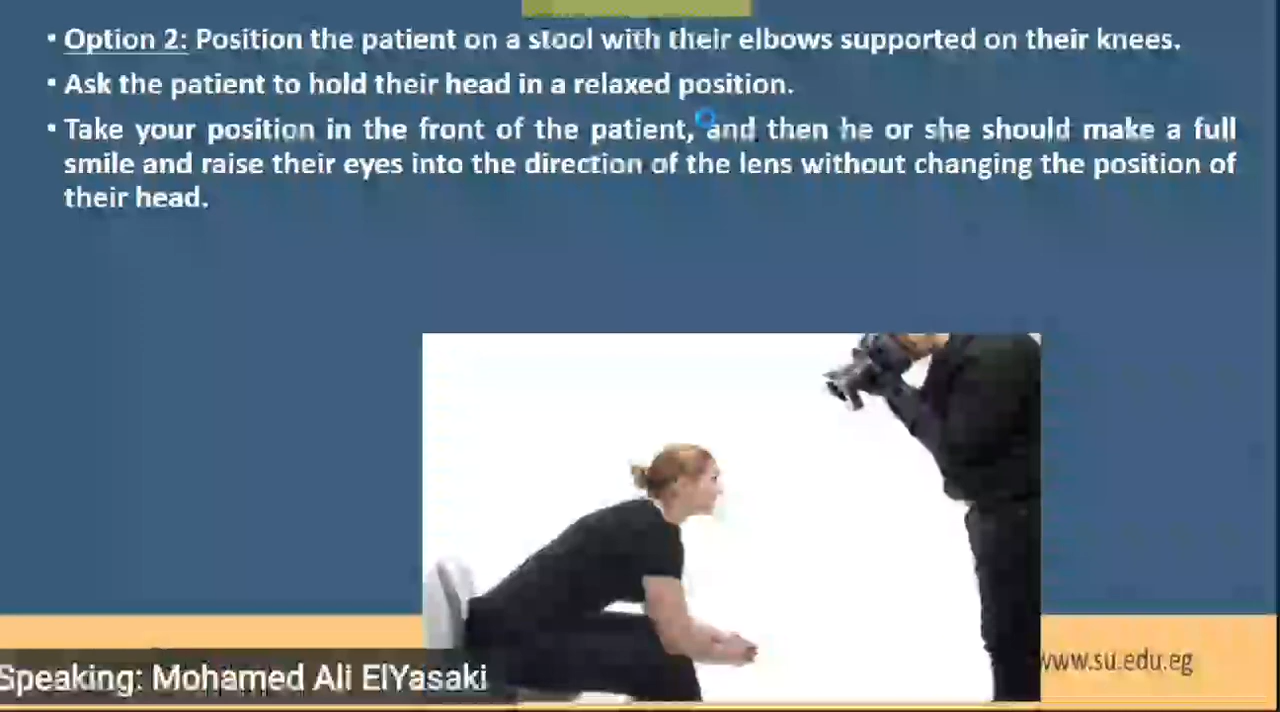 • Option 2: Position the patient on a stool with their elbows supported on their knees.
• Ask the patient to hold their head in a relaxed position.
• Take your position in the front of the patient, and then he or she should make a full
smile and raise their eyes into the direction of the lens without changing the position of
their head.
www.su.edu.eg
Speaking: Mohamed Ali ElYasaki